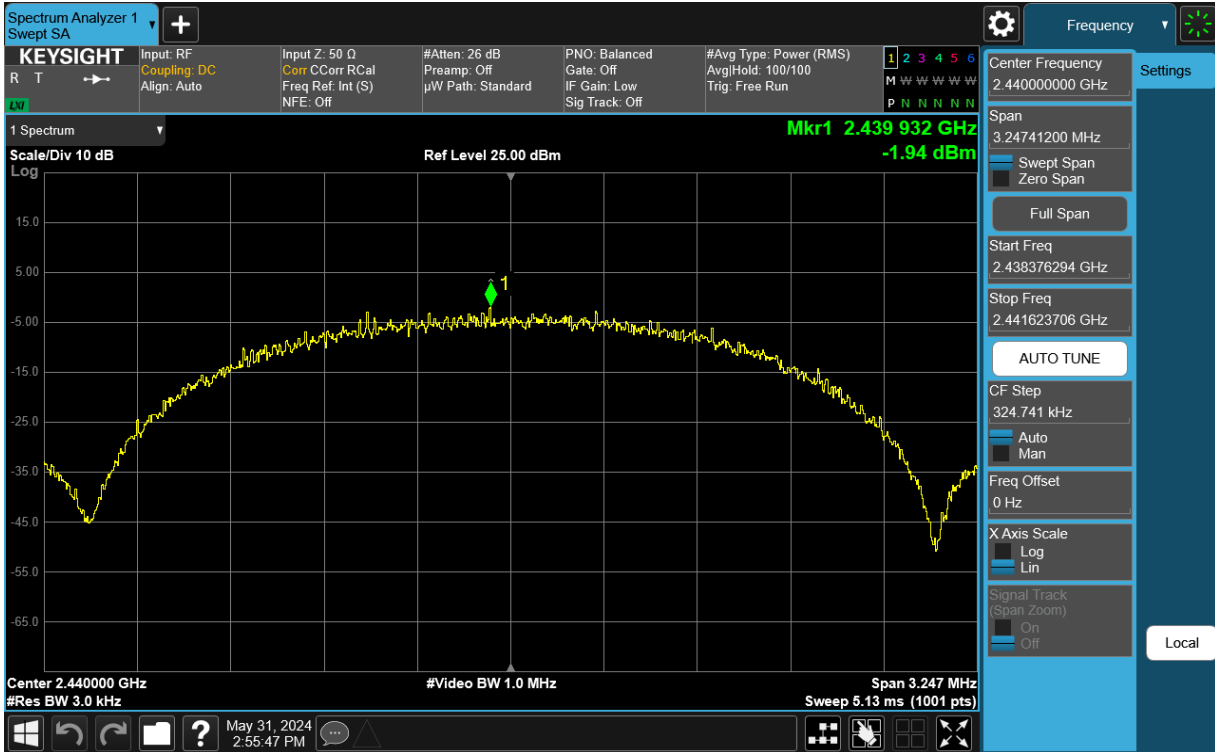 Spectrum Analyzer 1
Swept SA
Frequency
KEYSIGHT
R T
LXI
Input: RF
Coupling: DC
Align: Auto
Input Z: 50 Ω
Corr CCorr RCal
Freq Ref: Int (S)
NFE: Off
#Atten: 26 dB
Preamp: Off
µW Path: Standard
PNO: Balanced
Gate: Off
IF Gain: Low
Sig Track: Off
#Avg Type: Power (RMS)
Avg|Hold: 100/100
Trig: Free Run
1 2 3 4 5 6
M W W W W W
P N N N N N
1 Spectrum
Scale/Div 10 dB
Log
Ref Level 25.00 dBm
Mkr1 2.439 932 GHz
-1.94 dBm
15.0
5.00
-5.00
-15.0
-25.0
-35.0
-45.0
-55.0
-65.0
1
Center 2.440000 GHz
#Video BW 1.0 MHz
Span 3.247 MHz
#Res BW 3.0 kHz
Sweep 5.13 ms (1001 pts)
Center Frequency
2.440000000 GHz
Span
3.24741200 MHz
Swept Span
Zero Span
Full Span
Start Freq
2.438376294 GHz
Stop Freq
2.441623706 GHz
AUTO TUNE
CF Step
324.741 kHz
Auto
Man
Freq Offset
0 Hz
X Axis Scale
Log
Lin
Signal Track
(Span Zoom)
On
Off
Settings
Local
?
May 31, 2024
2:55:47 PM